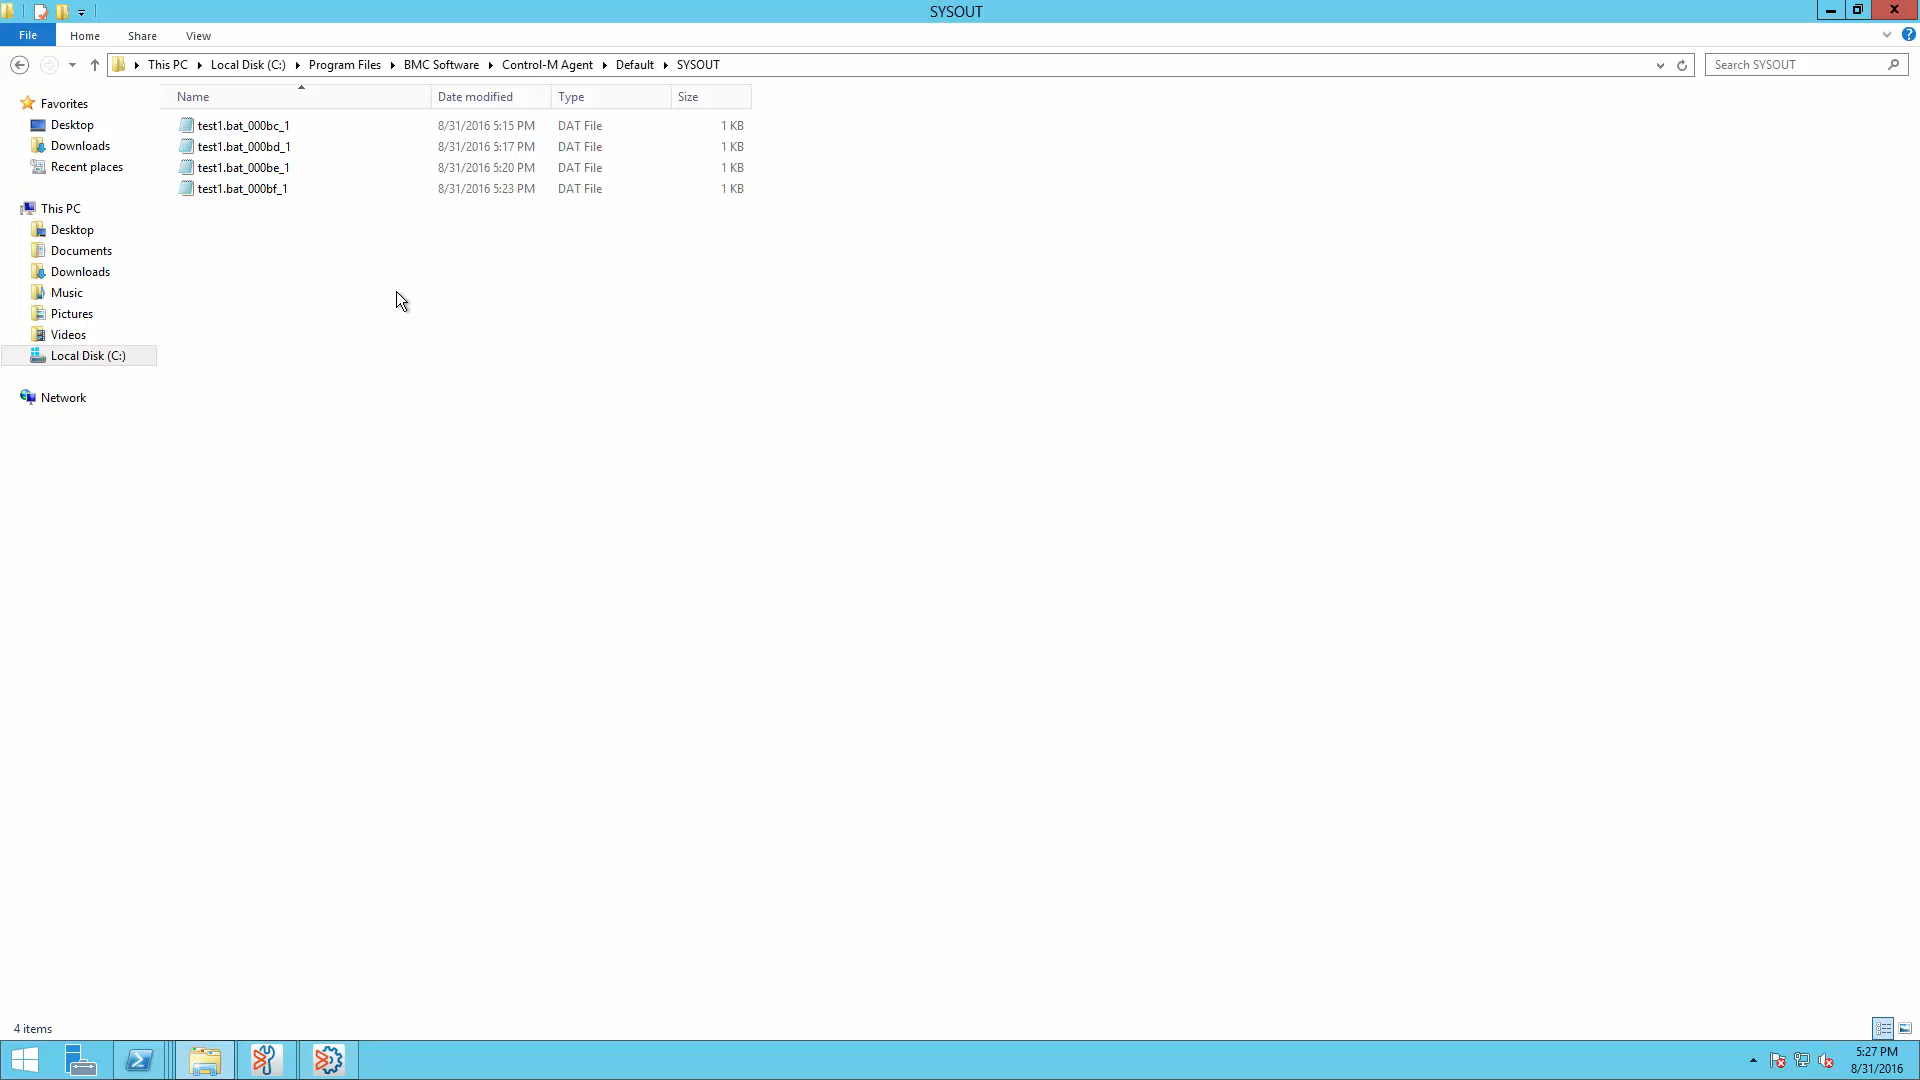 SYSOUT
File Home Share View
This PC Local Disk (C:) Program Files BMC Software Control-M Agent Default SYSOUT
Search SYSOUT
Name Date modified Type Size
test1.bat_000bc_1 8/31/2016 5:15 PM DAT File 1 KB
test1.bat_000bd_1 8/31/2016 5:17 PM DAT File 1 KB
test1.bat_000be_1 8/31/2016 5:20 PM DAT File 1 KB
test1.bat_000bf_1 8/31/2016 5:23 PM DAT File 1 KB
Favorites
Desktop
Downloads
Recent places
This PC
Desktop
Documents
Downloads
Music
Pictures
Videos
Local Disk (C:)
Network
4 items
5:27 PM
8/31/2016